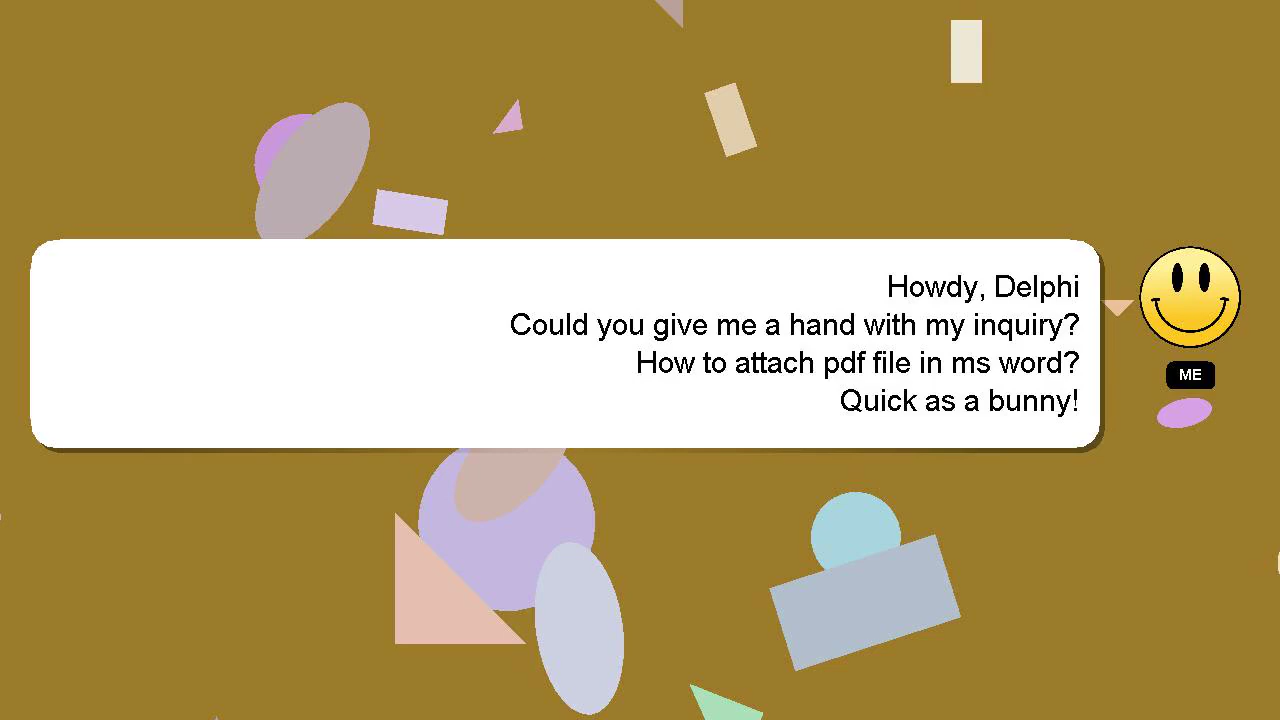 Howdy, Delphi
Could you give me a hand with my inquiry?
How to attach pdf file in ms word?
Quick as a bunny!
ME